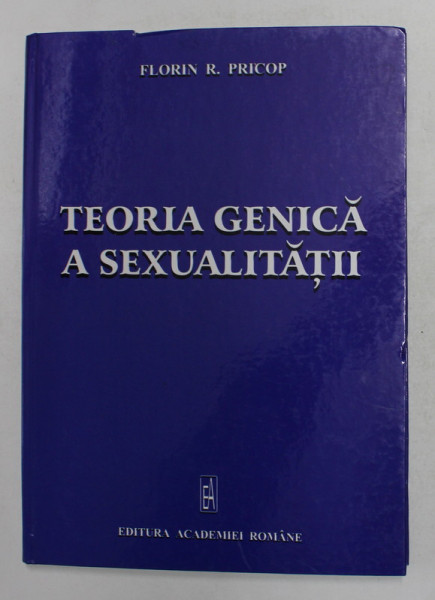 FLORIN R. PRICOP
TEORIA GENICĂ
A SEXUALITĂȚII
EA
EDITURA ACADEMIEI ROMÂNE